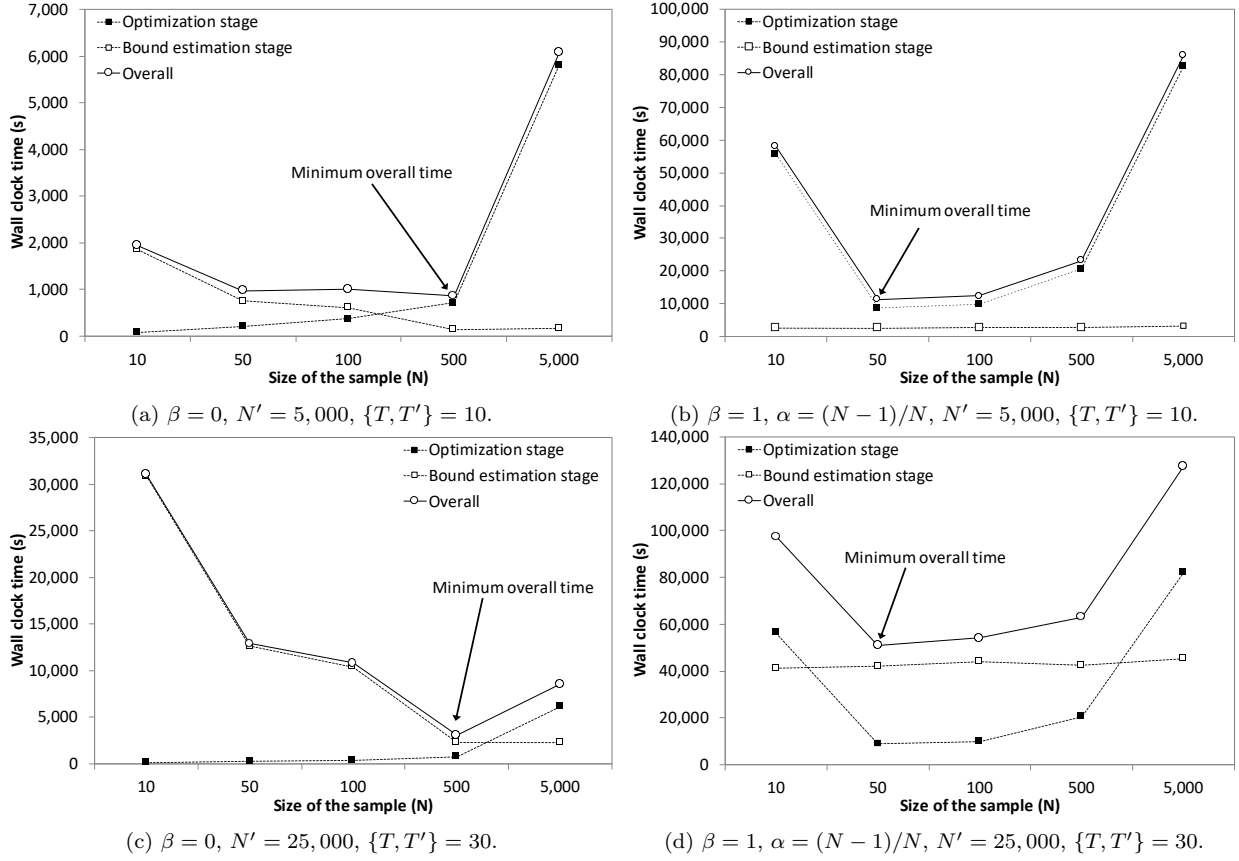 7,000
6,000
5,000
4,000
3,000
2,000
1,000
0
Wall clock time (s)
Optimization stage
Bound estimation stage
Overall
Minimum overall time
10 50 100 500 5,000
Size of the sample (N)
(a) β = 0, N′ = 5,000, {T, T′} = 10.
100,000
90,000
80,000
70,000
60,000
50,000
40,000
30,000
20,000
10,000
0
Wall clock time (s)
Optimization stage
Bound estimation stage
Overall
Minimum overall time
10 50 100 500 5,000
Size of the sample (N)
(b) β = 1, α = (N − 1)/N, N′ = 5,000, {T, T′} = 10.
35,000
30,000
25,000
20,000
15,000
10,000
5,000
0
Wall clock time (s)
Optimization stage
Bound estimation stage
Overall
Minimum overall time
10 50 100 500 5,000
Size of the sample (N)
(c) β = 0, N′ = 25,000, {T, T′} = 30.
140,000
120,000
100,000
80,000
60,000
40,000
20,000
0
Wall clock time (s)
Optimization stage
Bound estimation stage
Overall
Minimum overall time
10 50 100 500 5,000
Size of the sample (N)
(d) β = 1, α = (N − 1)/N, N′ = 25,000, {T, T′} = 30.